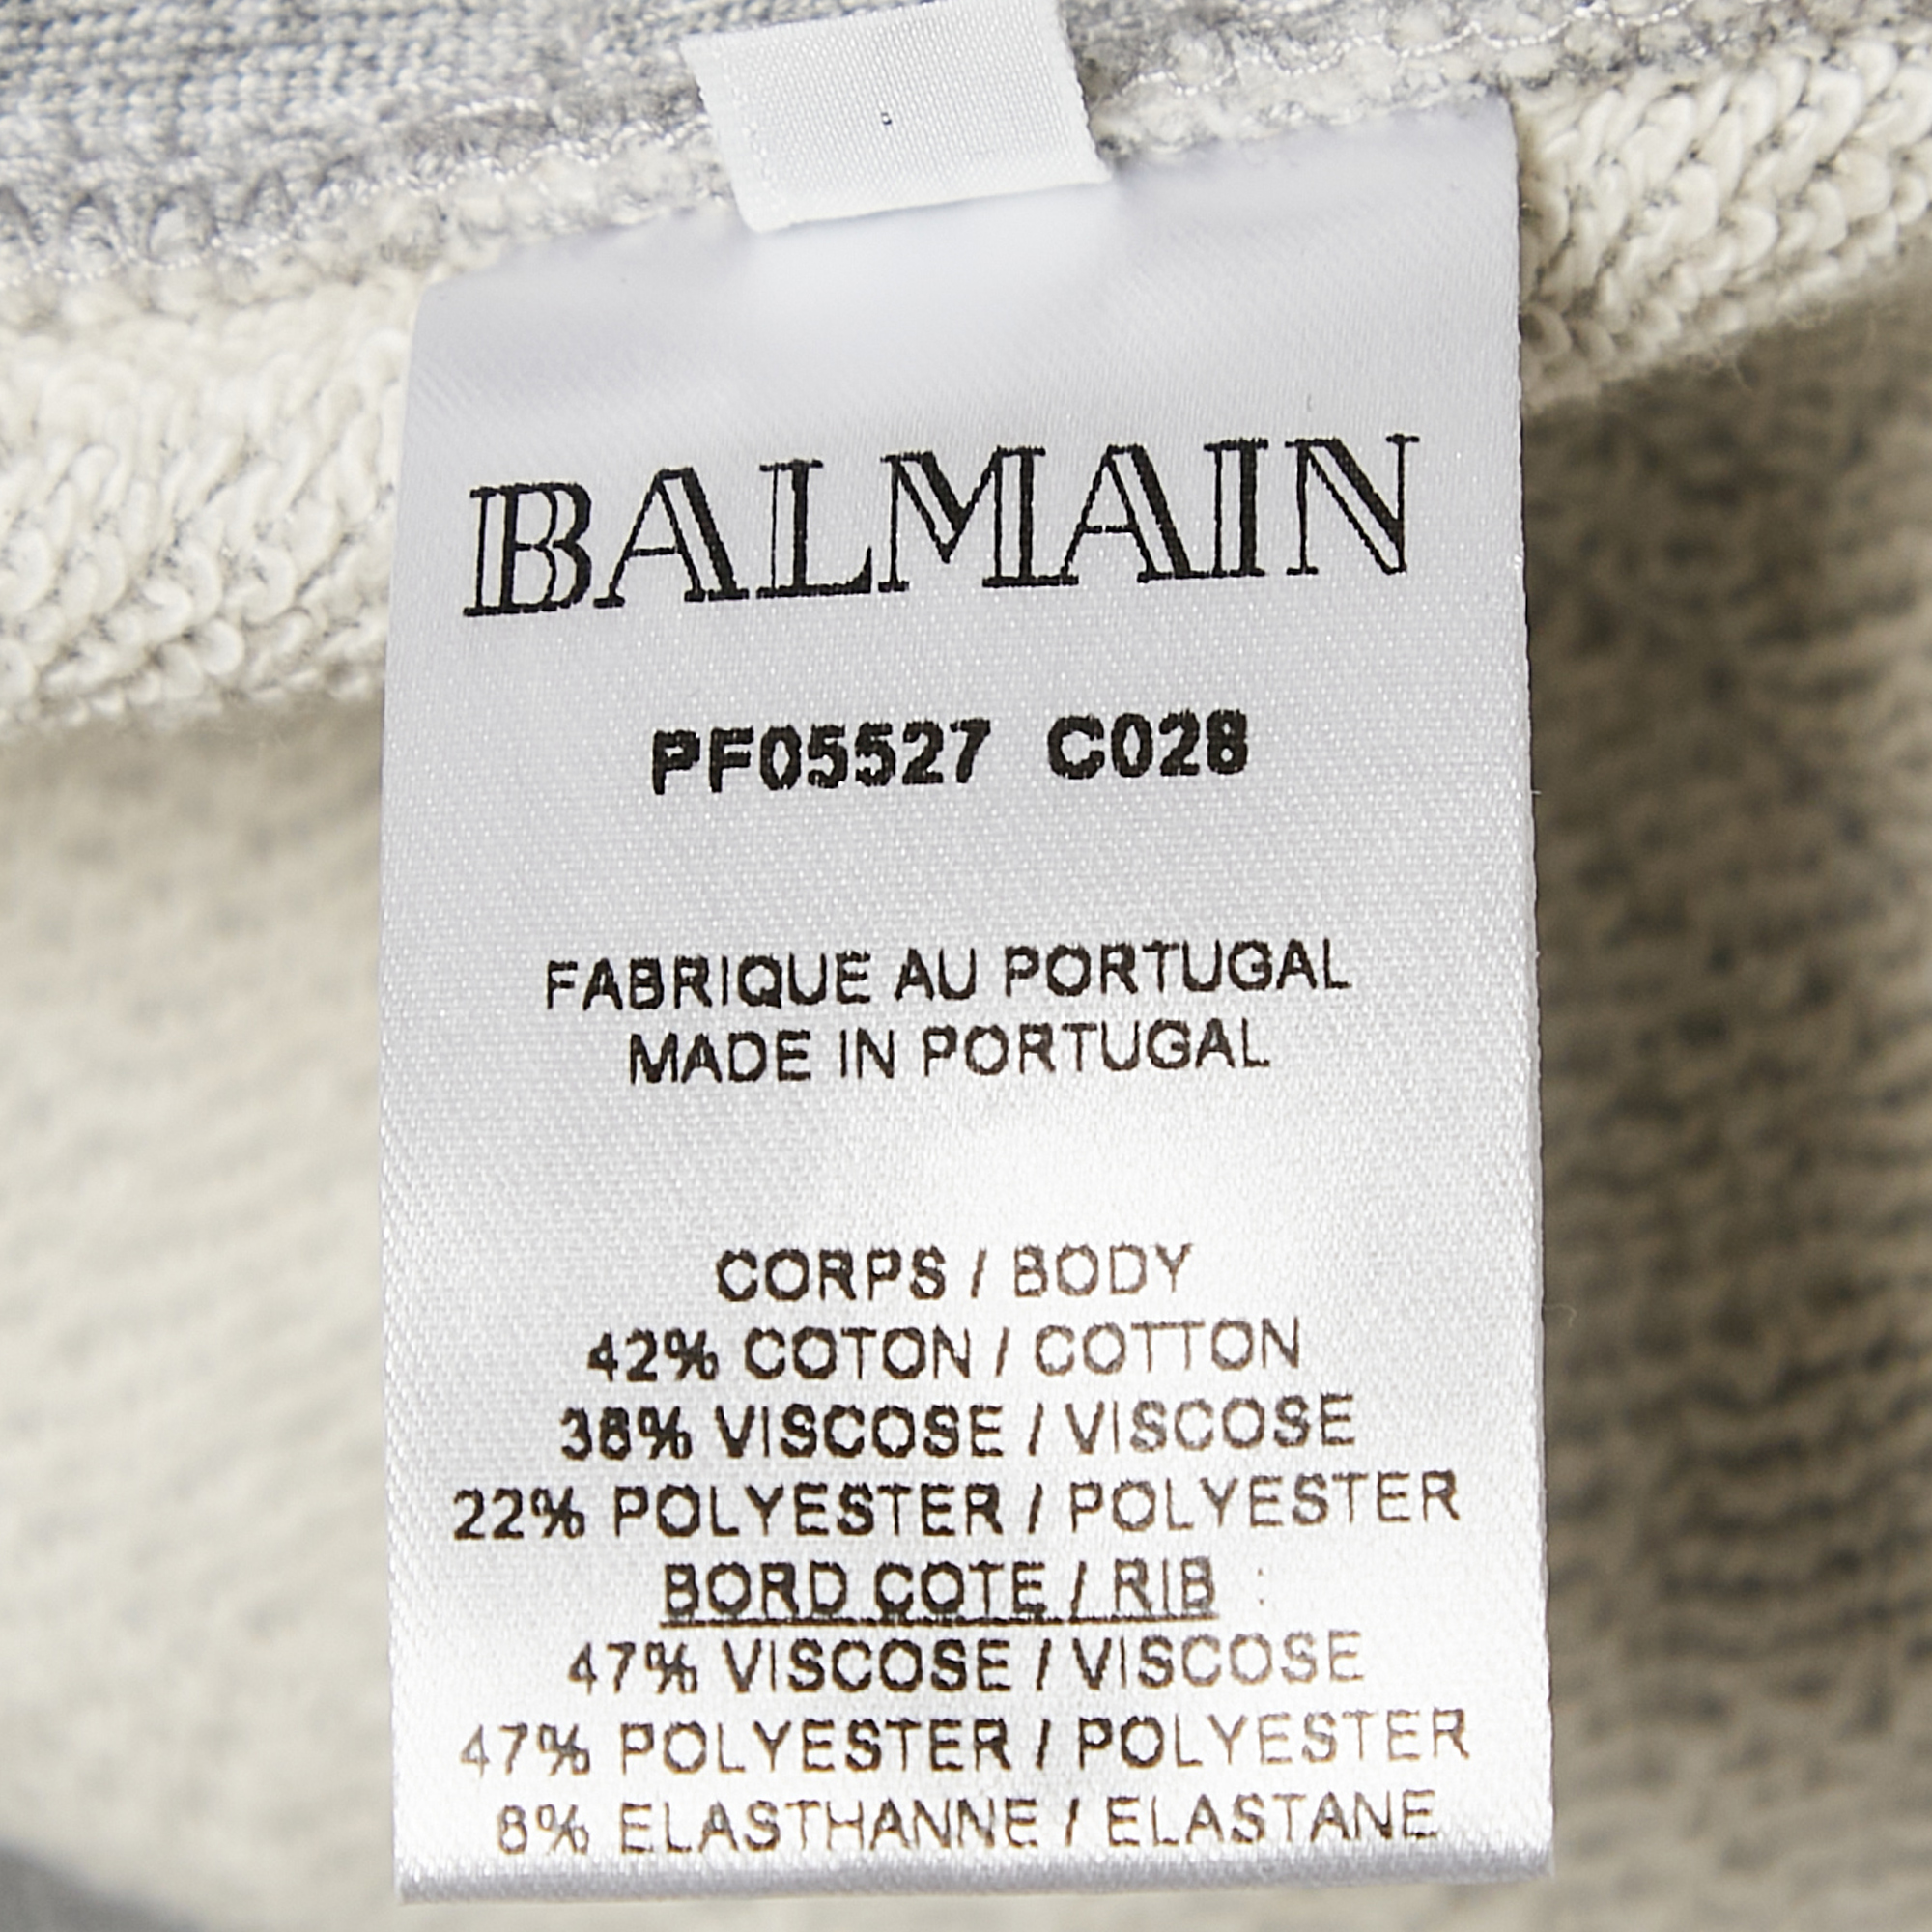 BALMAIN
PF05527 C028
FABRIQUE AU PORTUGAL
MADE IN PORTUGAL
CORPS / BODY
42% COTON / COTTON
36% VISCOSE / VISCOSE
22% POLYESTER / POLYESTER
BORD COTE / RIB :
47% VISCOSE / VISCOSE
47% POLYESTER / POLYESTER
6% ELASTHANNE / ELASTANE